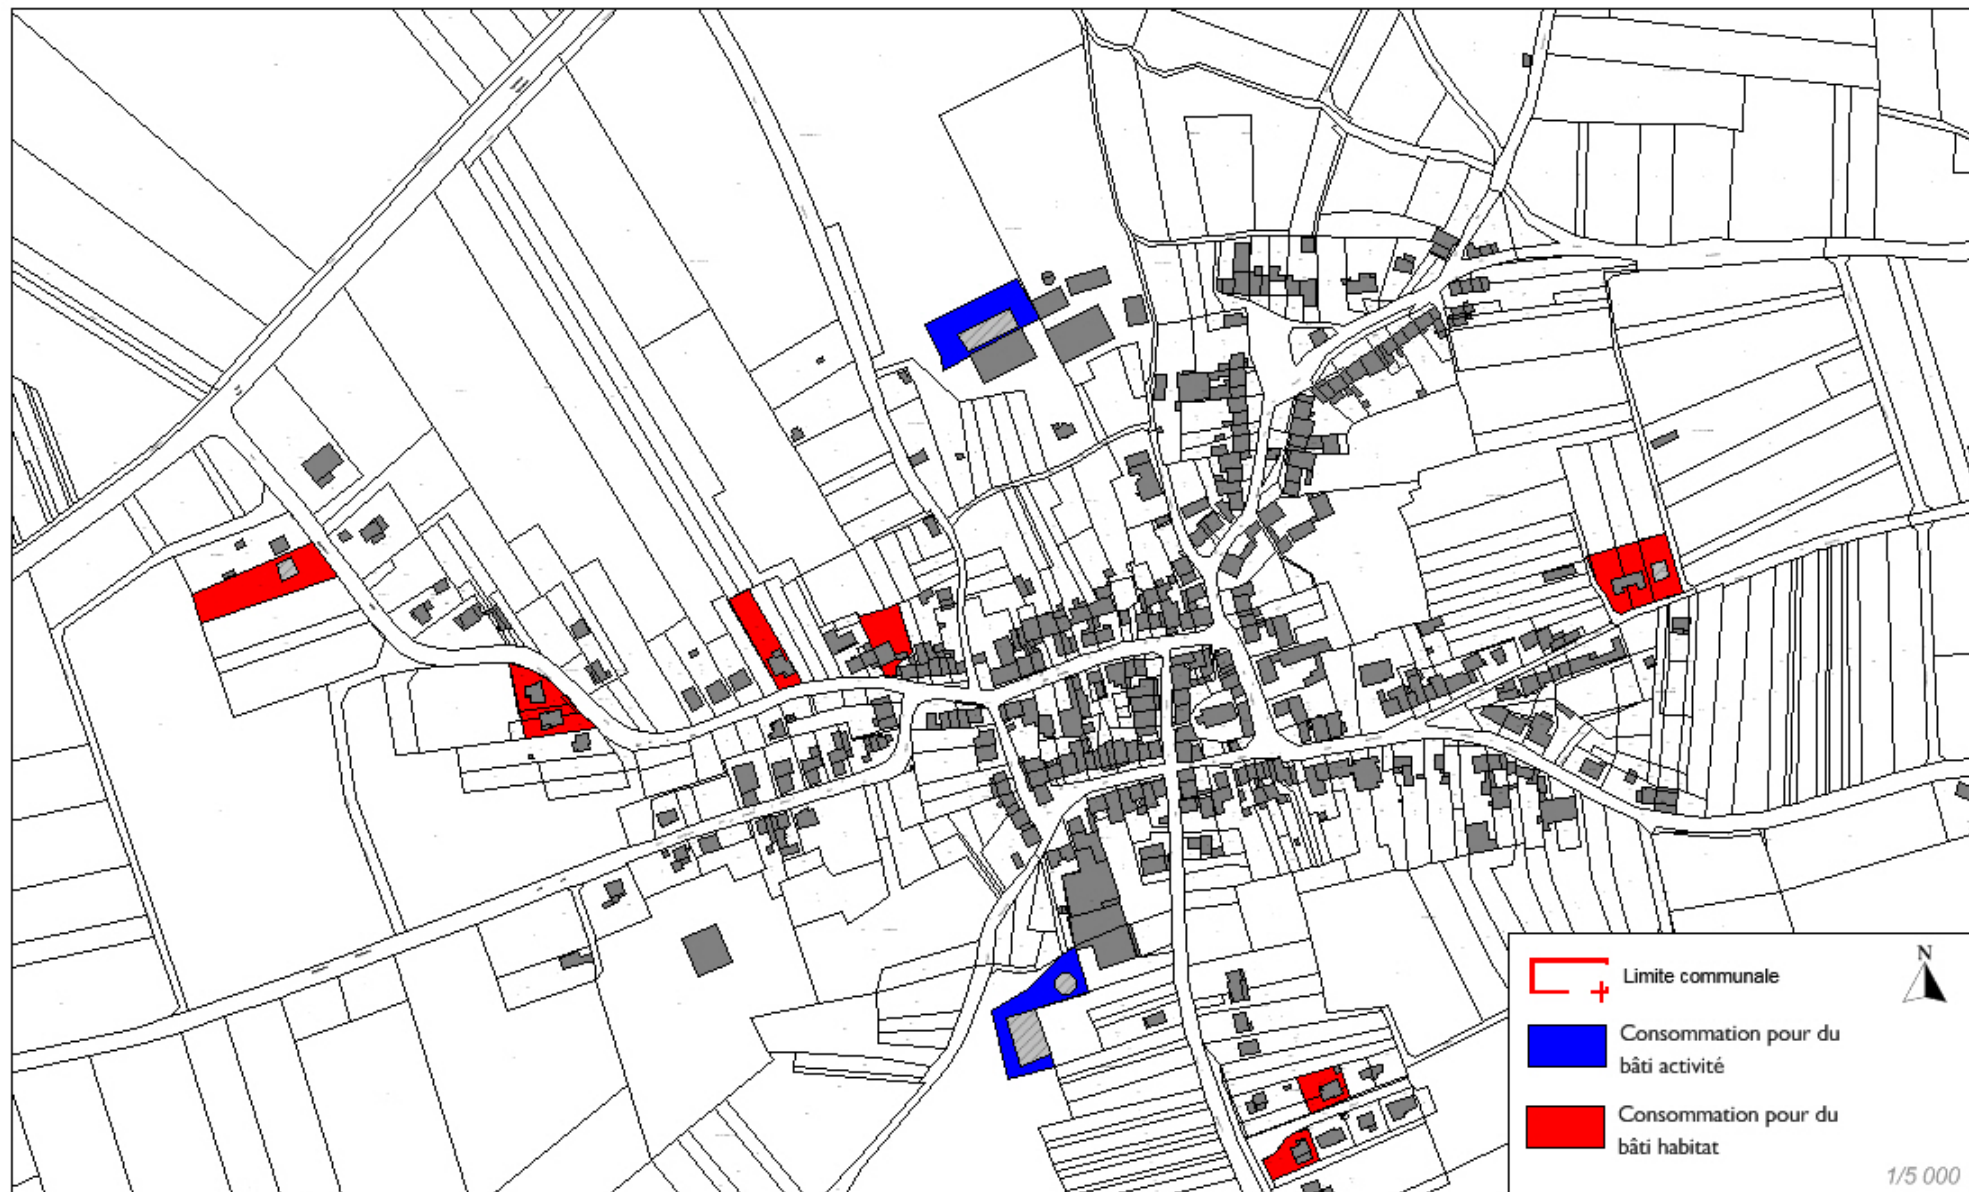 N
Limite communale
Consommation pour du
bâti activité
Consommation pour du
bâti habitat
1/5 000